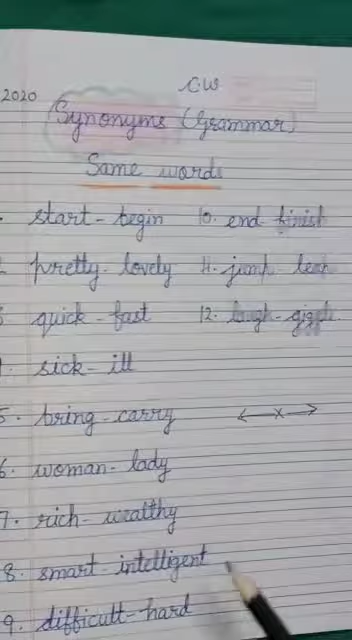 C.W
2020
Synonyms (Grammar)
Same words
start - begin 10. end - finish
pretty - lovely 11. jump - leap
quick - fast 12. laugh - giggle
sick - ill
5. bring - carry
6. woman - lady
7. rich - wealthy
8. smart - intelligent
9. difficult - hard